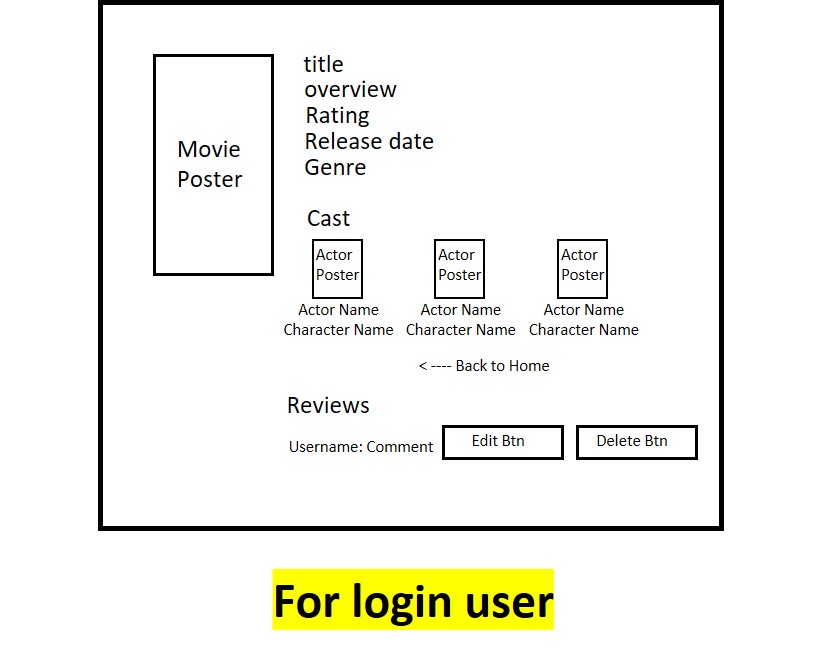 Movie
Poster
title
overview
Rating
Release date
Genre
Cast
Actor
Poster
Actor
Poster
Actor
Poster
Actor Name
Character Name
Actor Name
Character Name
Actor Name
Character Name
< ---- Back to Home
Reviews
Username: Comment
Edit Btn
Delete Btn
For login user